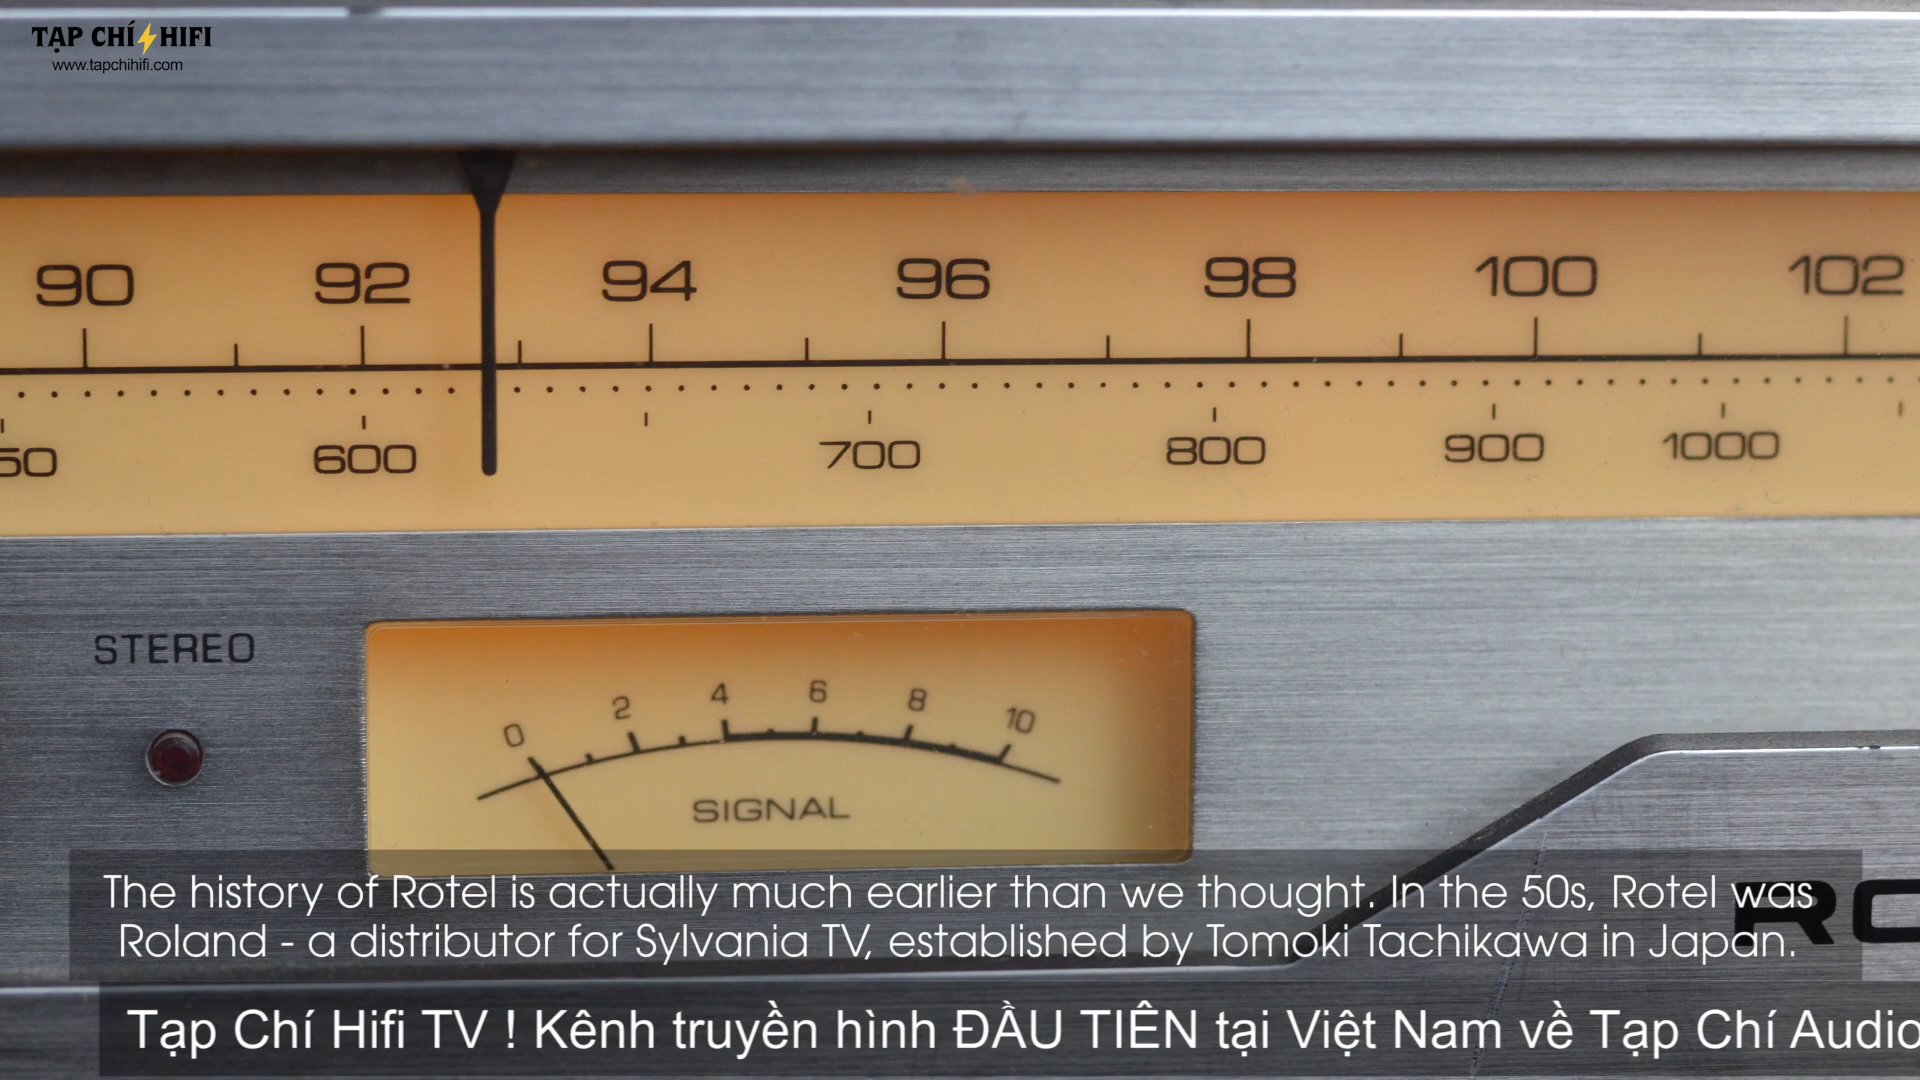 TẠP CHÍ HIFI
www.tapchihifi.com
90 92 94 96 98 100 102
50 600 700 800 900 1000
STEREO
0 2 4 6 8 10
SIGNAL
RO
The history of Rotel is actually much earlier than we thought. In the 50s, Rotel was
Roland - a distributor for Sylvania TV, established by Tomoki Tachikawa in Japan.
Tạp Chí Hifi TV ! Kênh truyền hình ĐẦU TIÊN tại Việt Nam về Tạp Chí Audio